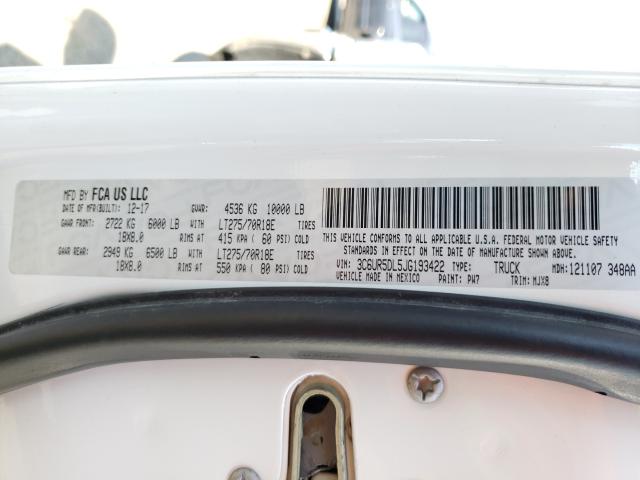 MFD BY FCA US LLC
DATE OF MFR(BUILT): 12-17 GVWR: 4536 KG 10000 LB
GAWR FRONT: 2722 KG 6000 LB WITH LT275/70R18E TIRES
18X8.0 RIMS AT 415 KPA ( 60 PSI) COLD
GAWR REAR: 2949 KG 6500 LB WITH LT275/70R18E TIRES
18X8.0 RIMS AT 550 KPA ( 80 PSI) COLD
THIS VEHICLE CONFORMS TO ALL APPLICABLE U.S.A. FEDERAL MOTOR VEHICLE SAFETY
STANDARDS IN EFFECT ON THE DATE OF MANUFACTURE SHOWN ABOVE.
VIN: 3C6UR5DL5JG193422 TYPE: TRUCK MDH: 121107 348AA
VEHICLE MADE IN MEXICO PAINT: PW7 TRIM: MJX8